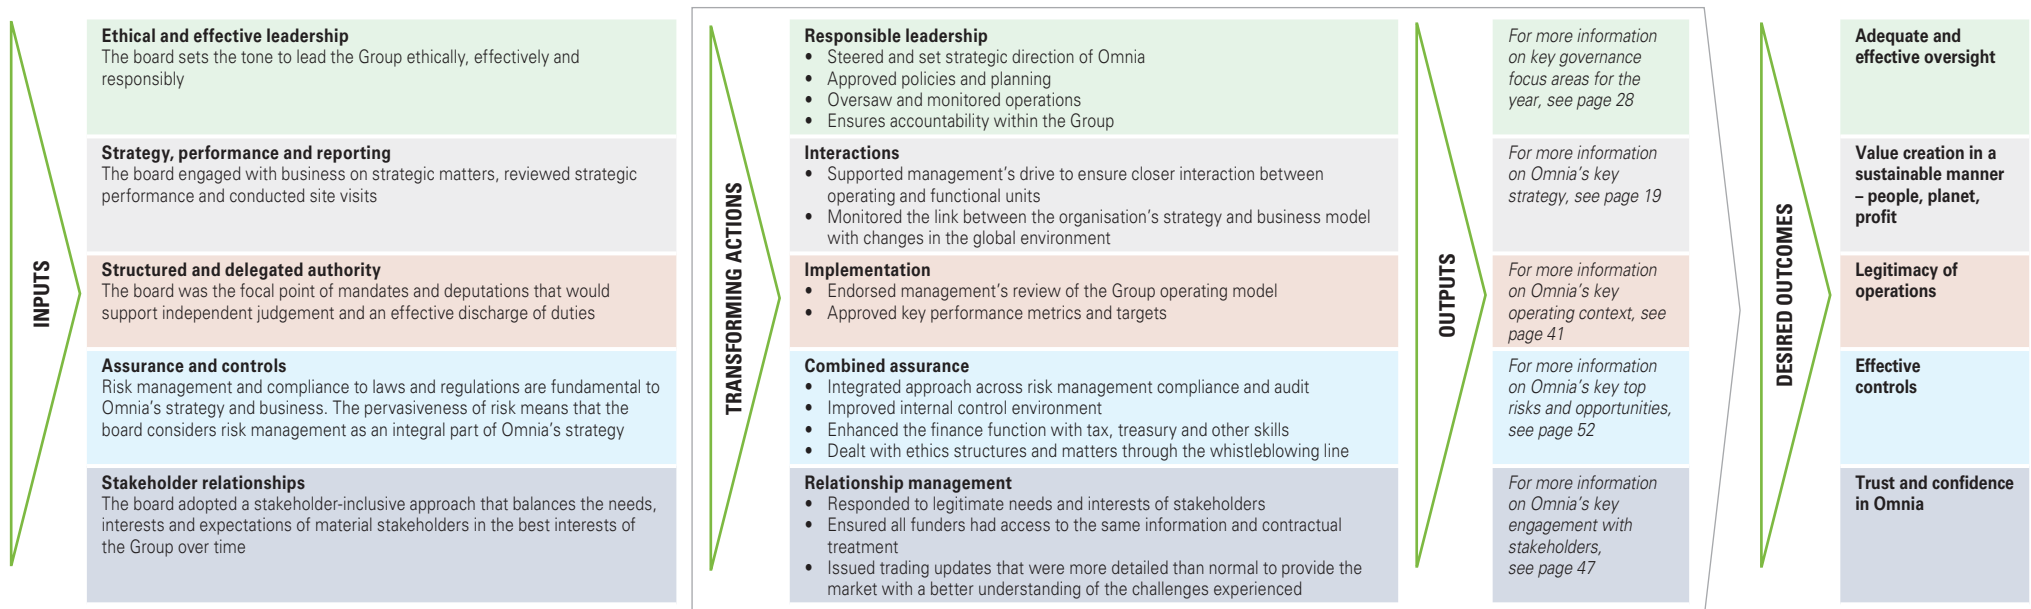 INPUTS
Ethical and effective leadership
The board sets the tone to lead the Group ethically, effectively and
responsibly
Strategy, performance and reporting
The board engaged with business on strategic matters, reviewed strategic
performance and conducted site visits
Structured and delegated authority
The board was the focal point of mandates and deputations that would
support independent judgement and an effective discharge of duties
Assurance and controls
Risk management and compliance to laws and regulations are fundamental to
Omnia's strategy and business. The pervasiveness of risk means that the
board considers risk management as an integral part of Omnia's strategy
Stakeholder relationships
The board adopted a stakeholder-inclusive approach that balances the needs,
interests and expectations of material stakeholders in the best interests of
the Group over time
TRANSFORMING ACTIONS
Responsible leadership
• Steered and set strategic direction of Omnia
• Approved policies and planning
• Oversaw and monitored operations
• Ensures accountability within the Group
Interactions
• Supported management's drive to ensure closer interaction between
operating and functional units
• Monitored the link between the organisation's strategy and business model
with changes in the global environment
Implementation
• Endorsed management's review of the Group operating model
• Approved key performance metrics and targets
Combined assurance
• Integrated approach across risk management compliance and audit
• Improved internal control environment
• Enhanced the finance function with tax, treasury and other skills
• Dealt with ethics structures and matters through the whistleblowing line
Relationship management
• Responded to legitimate needs and interests of stakeholders
• Ensured all funders had access to the same information and contractual
treatment
• Issued trading updates that were more detailed than normal to provide the
market with a better understanding of the challenges experienced
OUTPUTS
For more information
on key governance
focus areas for the
year, see page 28
For more information
on Omnia's key
strategy, see page 19
For more information
on Omnia's key
operating context, see
page 41
For more information
on Omnia's key top
risks and opportunities,
see page 52
For more information
on Omnia's key
engagement with
stakeholders,
see page 47
DESIRED OUTCOMES
Adequate and
effective oversight
Value creation in a
sustainable manner
– people, planet,
profit
Legitimacy of
operations
Effective
controls
Trust and confidence
in Omnia